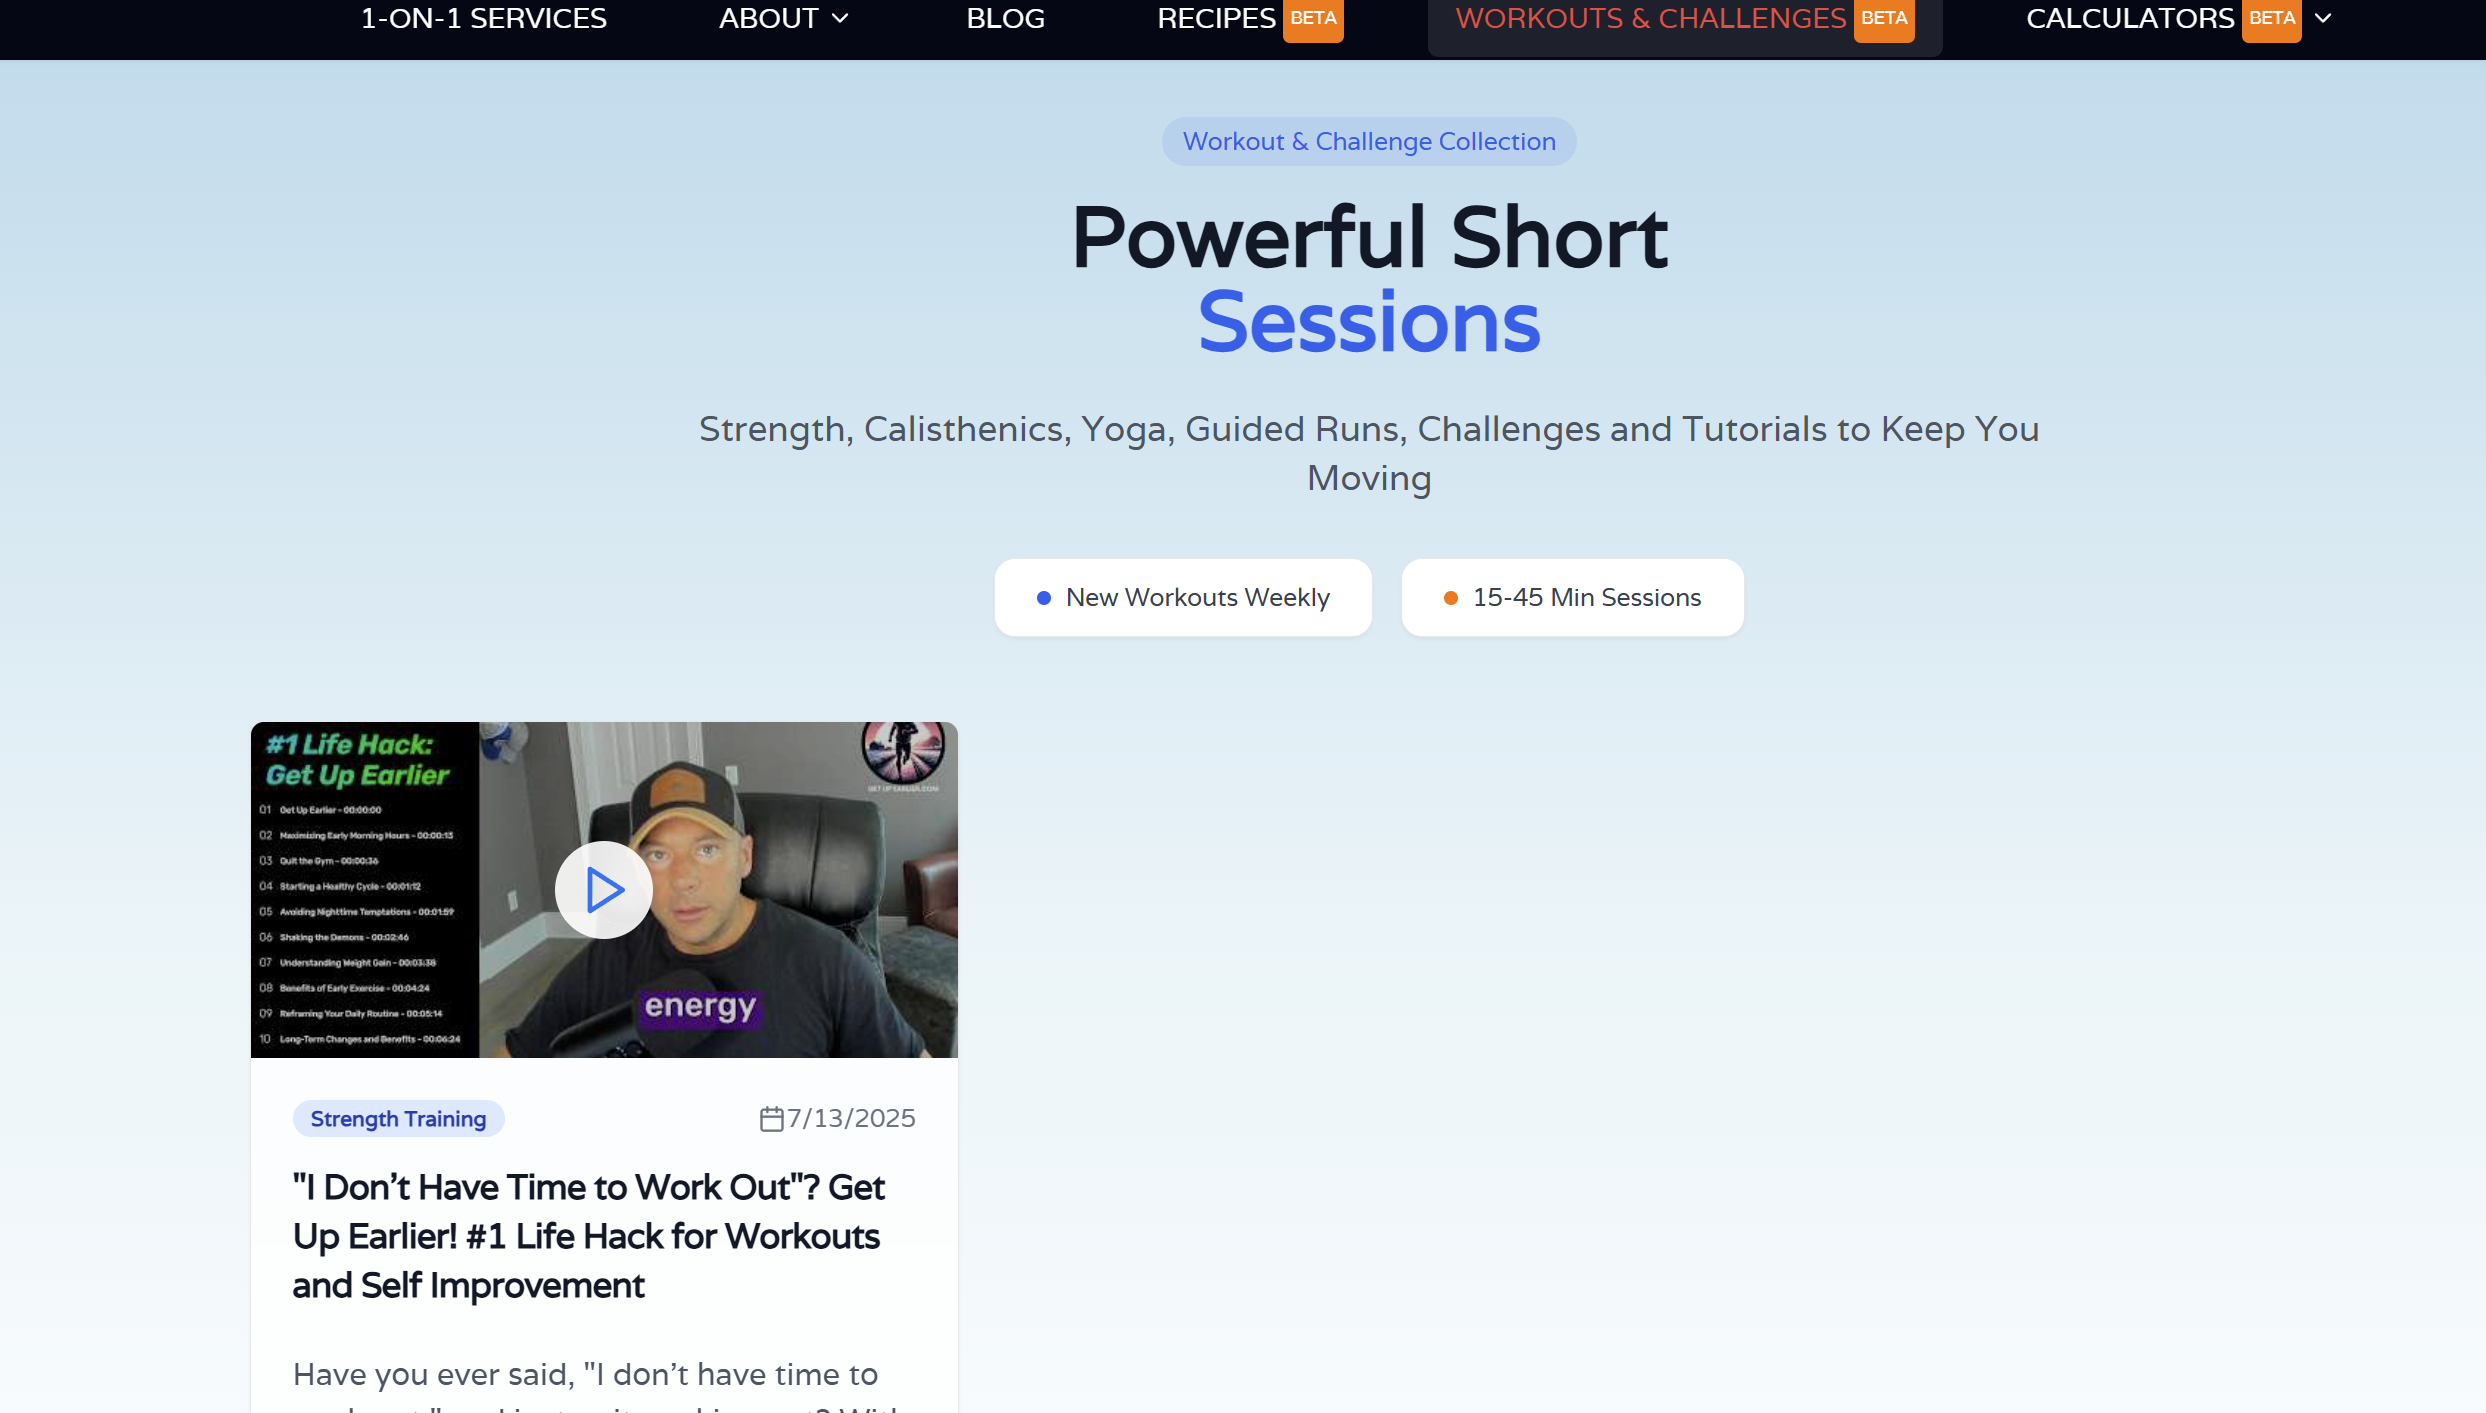 1-ON-1 SERVICES ABOUT BLOG RECIPES BETA WORKOUTS & CHALLENGES BETA CALCULATORS BETA
Workout & Challenge Collection
Powerful Short
Sessions
Strength, Calisthenics, Yoga, Guided Runs, Challenges and Tutorials to Keep You
Moving
New Workouts Weekly
15-45 Min Sessions
#1 Life Hack:
Get Up Earlier
01 Get Up Earlier - 00:00:00
02 Maximizing Early Morning Hours - 00:00:13
03 Quit the Gym - 00:00:36
04 Starting a Healthy Cycle - 00:01:12
05 Avoiding Nighttime Temptations - 00:01:59
06 Shaking the Demons - 00:02:46
07 Understanding Weight Gain - 00:03:38
08 Benefits of Early Exercise - 00:04:24
09 Reframing Your Daily Routine - 00:05:14
10 Long-Term Changes and Benefits - 00:06:24
GET UP EARLIER.COM
energy
Strength Training
7/13/2025
"I Don't Have Time to Work Out"? Get
Up Earlier! #1 Life Hack for Workouts
and Self Improvement
Have you ever said, "I don't have time to